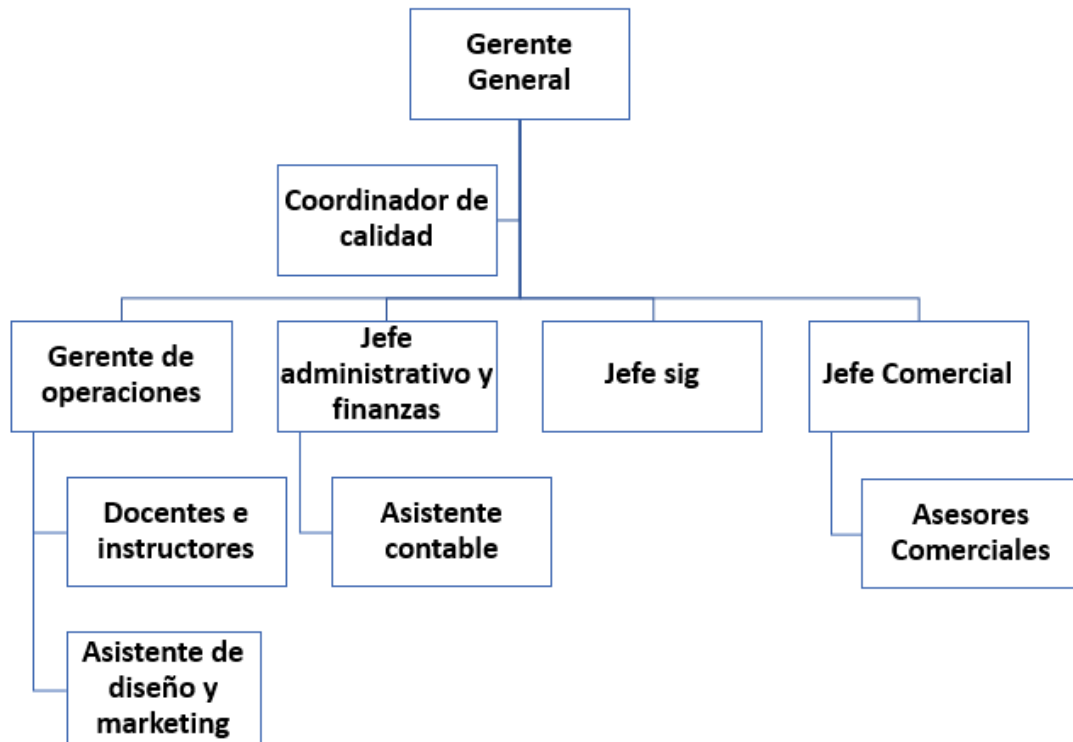 Gerente
General
Coordinador de
calidad
Gerente de
operaciones
Jefe
administrativo y
finanzas
Jefe sig
Jefe Comercial
Docentes e
instructores
Asistente
contable
Asesores
Comerciales
Asistente de
diseño y
marketing